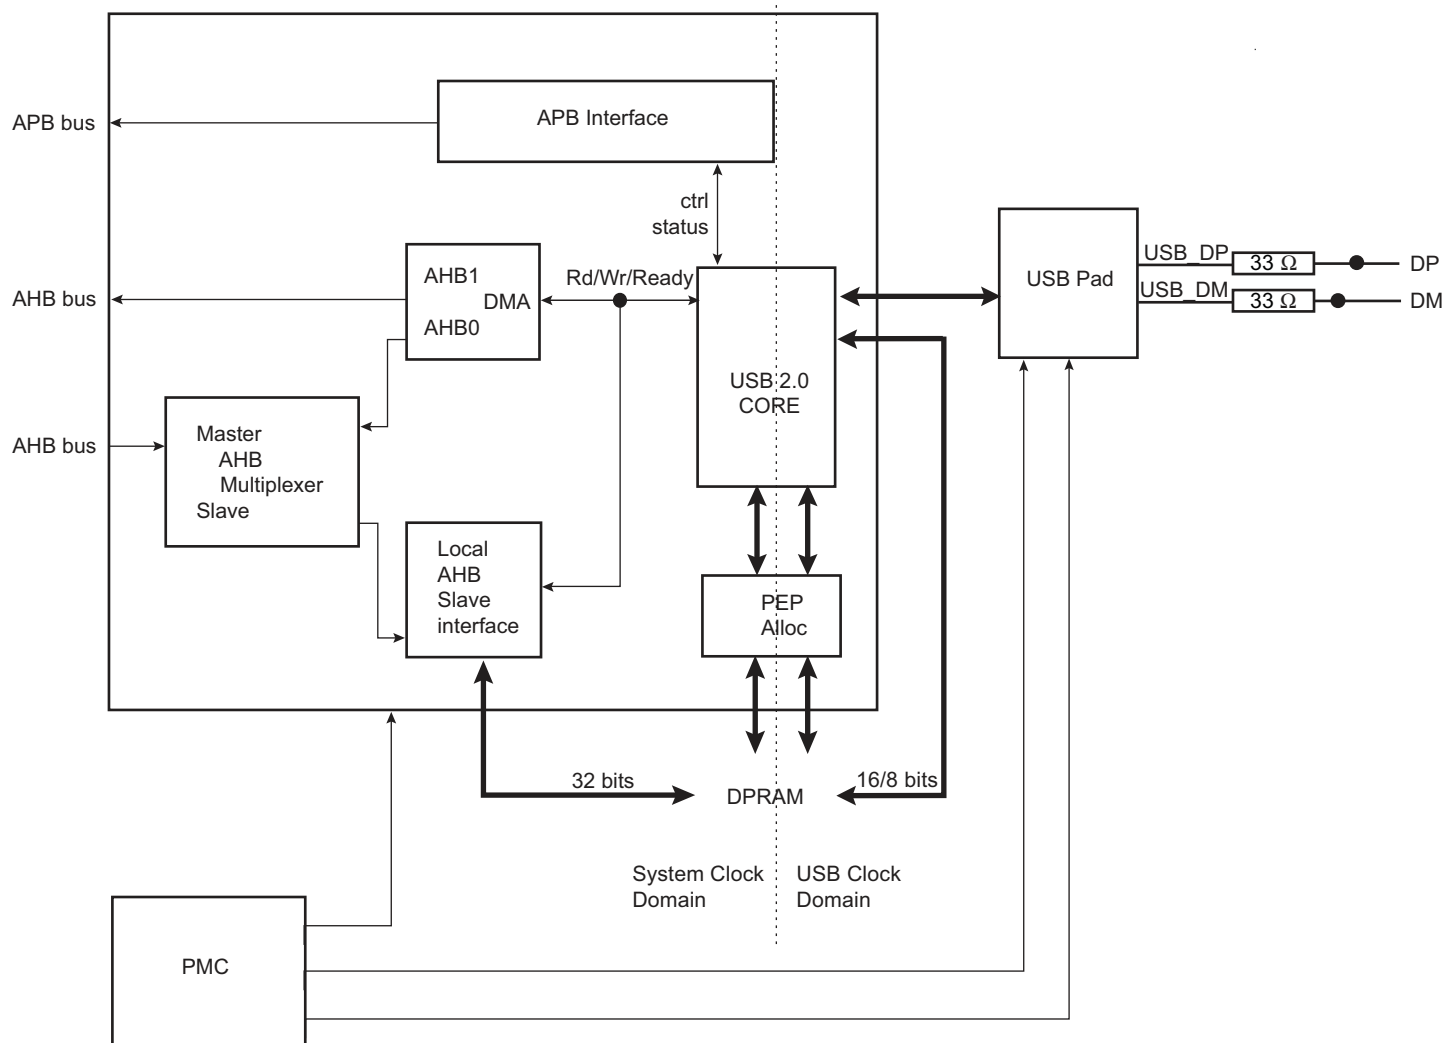 APB bus
APB Interface
ctrl
status
AHB bus
AHB1
DMA
AHB0
Rd/Wr/Ready
USB Pad
USB_DP
33 Ω
DP
USB_DM
33 Ω
DM
USB 2.0
CORE
AHB bus
Master
AHB
Multiplexer
Slave
Local
AHB
Slave
interface
PEP
Alloc
32 bits
DPRAM
16/8 bits
System Clock
Domain
USB Clock
Domain
PMC